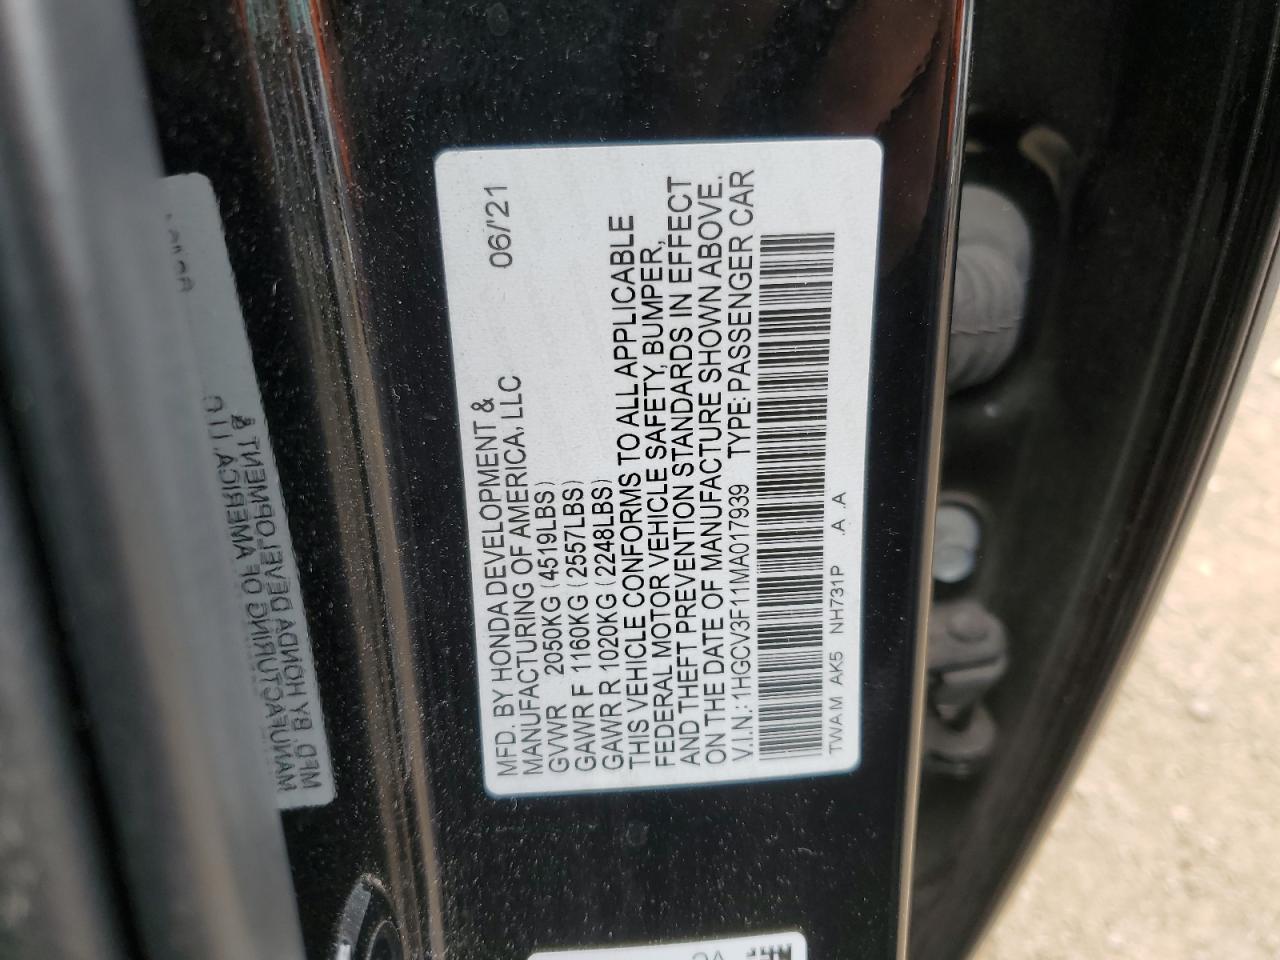 MFD. BY HONDA DEVELOPMENT & 06/'21
MANUFACTURING OF AMERICA, LLC
GVWR 2050KG (4519LBS)
GAWR F 1160KG (2557LBS)
GAWR R 1020KG (2248LBS)
THIS VEHICLE CONFORMS TO ALL APPLICABLE
FEDERAL MOTOR VEHICLE SAFETY, BUMPER,
AND THEFT PREVENTION STANDARDS IN EFFECT
ON THE DATE OF MANUFACTURE SHOWN ABOVE.
V.I.N.: 1HGCV3F11MA017939 TYPE: PASSENGER CAR
TWAM AK5 NH731P .A .A
MFD. BY HONDA DEVELOPMENT &
MANUFACTURING OF AMERICA, LLC